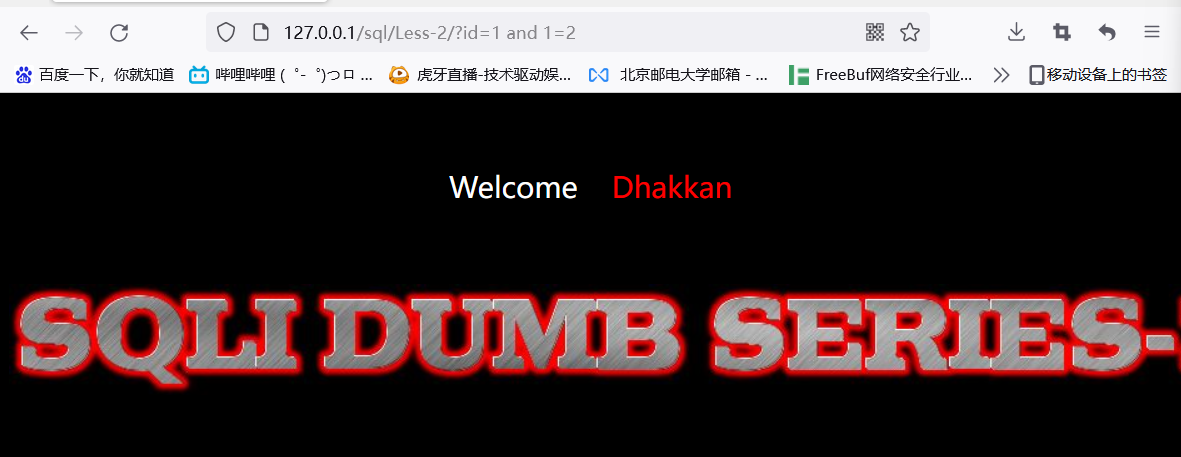 127.0.0.1/sql/Less-2/?id=1 and 1=2
百度一下，你就知道 哔哩哔哩 (゜-゜)つロ ... 虎牙直播-技术驱动娱... 北京邮电大学邮箱 - ... FreeBuf网络安全行业... 移动设备上的书签
Welcome Dhakkan
SQLI DUMB SERIES-